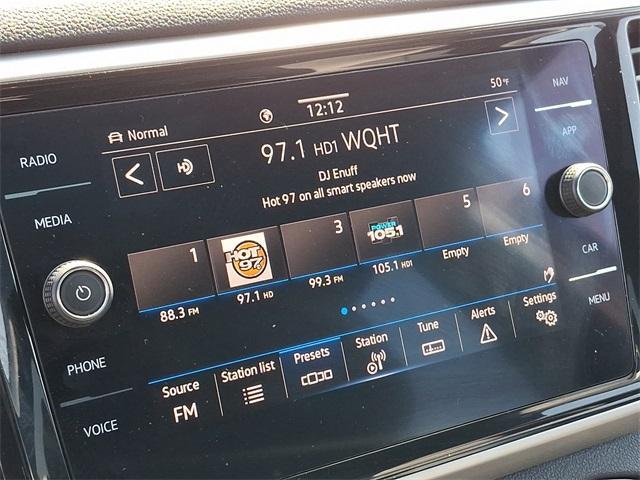 50°F
12:12
Normal
97.1 HD1 WQHT
HD
DJ Enuff
Hot 97 on all smart speakers now
1
HOT 97
3
POWER 105.1
5
6
88.3 FM
97.1 HD
99.3 FM
105.1 HD1
Empty
Empty
Source
FM
Station list
Presets
Station
Tune
Alerts
Settings
RADIO
MEDIA
PHONE
VOICE
NAV
APP
CAR
MENU